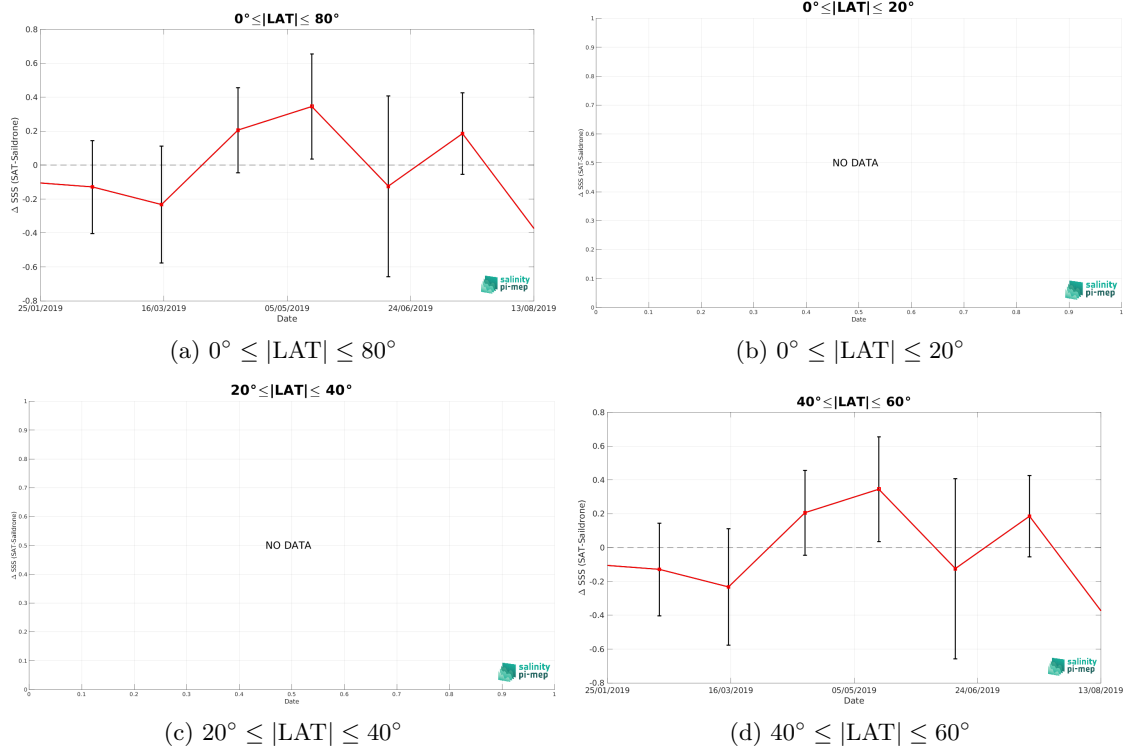 0°≤|LAT|≤ 80°
Δ SSS (SAT-Saildrone)
0.8
0.6
0.4
0.2
0
-0.2
-0.4
-0.6
-0.8
25/01/2019 16/03/2019 05/05/2019 24/06/2019 13/08/2019
Date
salinity
pi-mep
(a) 0° ≤ |LAT| ≤ 80°
0°≤|LAT|≤ 20°
Δ SSS (SAT-Saildrone)
1
0.9
0.8
0.7
0.6
0.5
0.4
0.3
0.2
0.1
0
NO DATA
0 0.1 0.2 0.3 0.4 0.5 0.6 0.7 0.8 0.9 1
Date
salinity
pi-mep
(b) 0° ≤ |LAT| ≤ 20°
20°≤|LAT|≤ 40°
Δ SSS (SAT-Saildrone)
1
0.9
0.8
0.7
0.6
0.5
0.4
0.3
0.2
0.1
0
NO DATA
0 0.1 0.2 0.3 0.4 0.5 0.6 0.7 0.8 0.9 1
Date
salinity
pi-mep
(c) 20° ≤ |LAT| ≤ 40°
40°≤|LAT|≤ 60°
Δ SSS (SAT-Saildrone)
0.8
0.6
0.4
0.2
0
-0.2
-0.4
-0.6
-0.8
25/01/2019 16/03/2019 05/05/2019 24/06/2019 13/08/2019
Date
salinity
pi-mep
(d) 40° ≤ |LAT| ≤ 60°